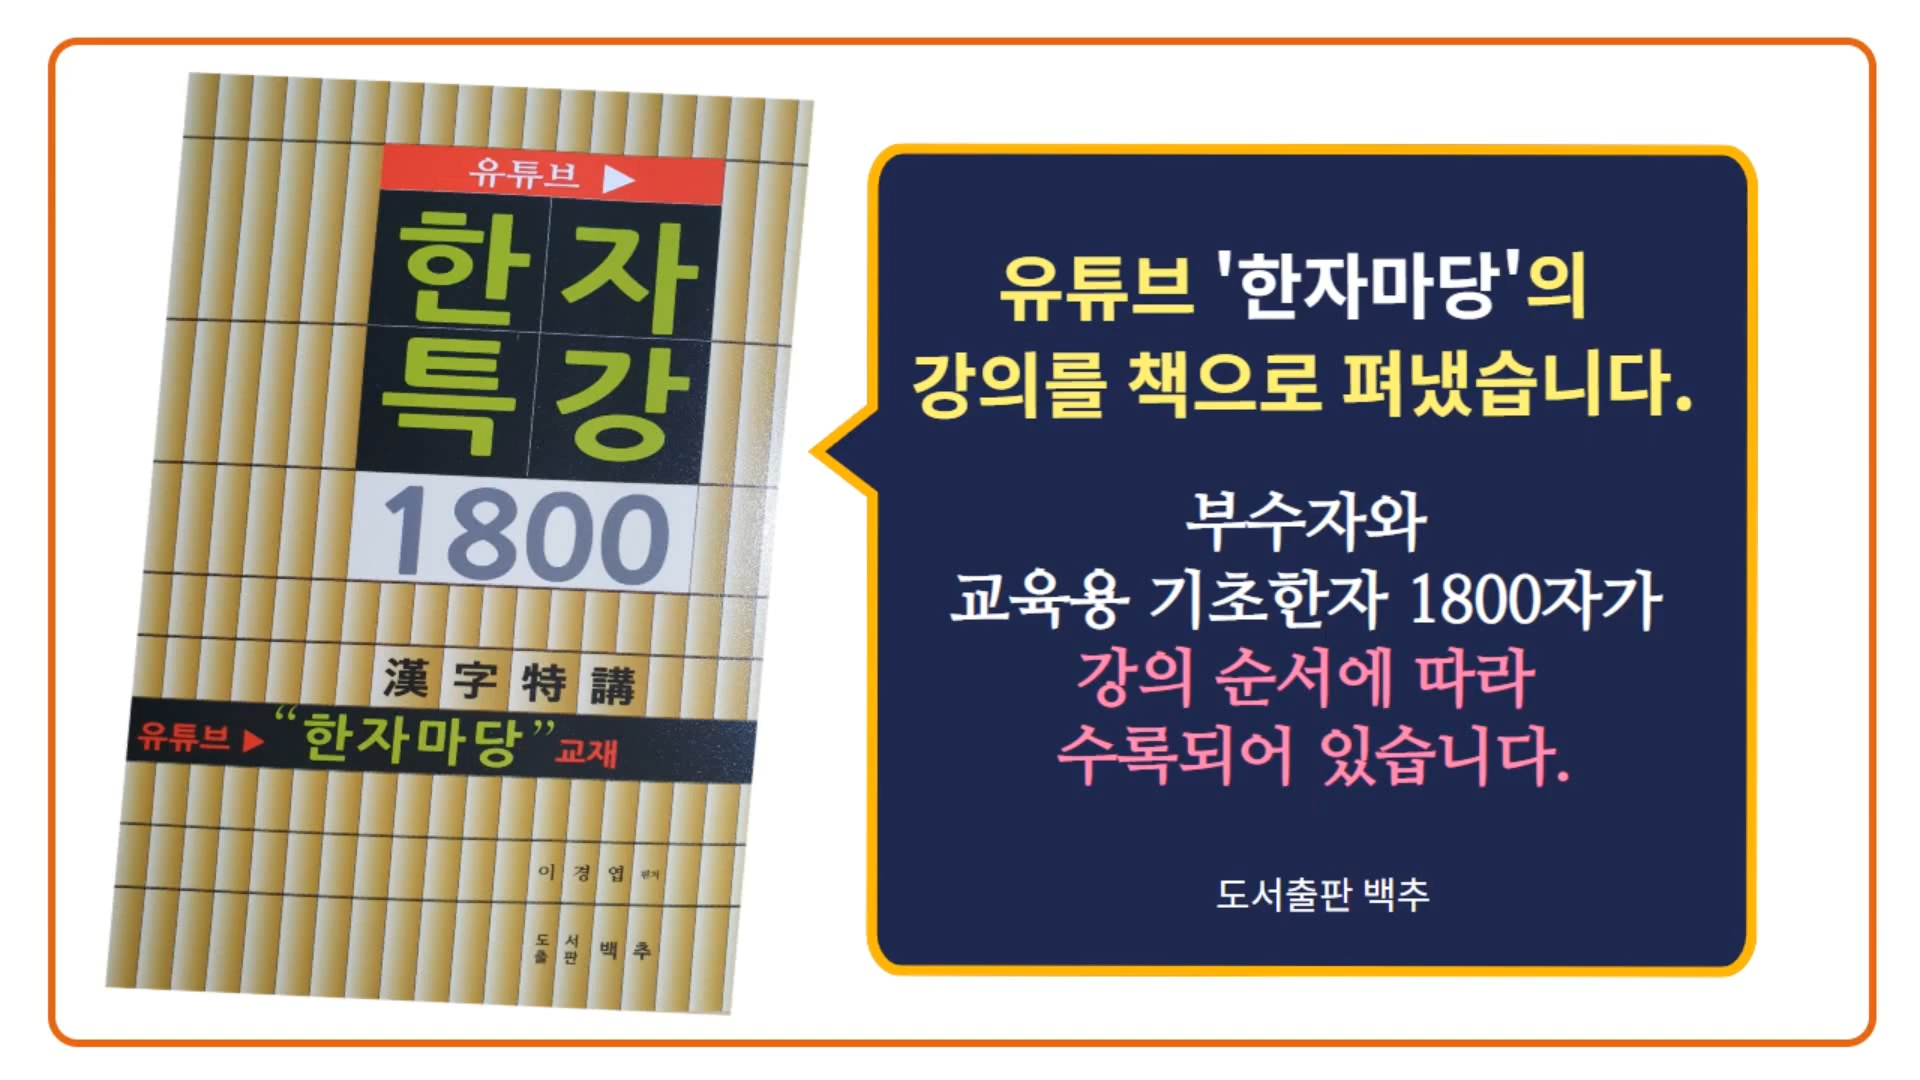 유튜브 ▶
한자
특강
1800
漢字特講
유튜브 ▶ “한자마당” 교재
이경엽 편저
도서출판 백추
유튜브 '한자마당'의
강의를 책으로 펴냈습니다.
부수자와
교육용 기초한자 1800자가
강의 순서에 따라
수록되어 있습니다.
도서출판 백추